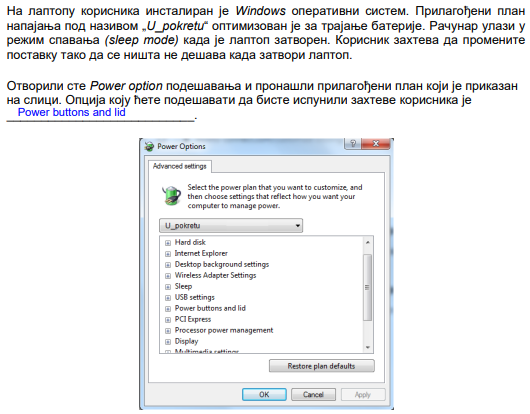 На лаптопу корисника инсталиран је Windows оперативни систем. Прилагођени план
напајања под називом „U_pokretu“ оптимизован је за трајање батерије. Рачунар улази у
режим спавања (sleep mode) када је лаптоп затворен. Корисник захтева да промените
поставку тако да се ништа не дешава када затвори лаптоп.
Отворили сте Power option подешавања и пронашли прилагођени план који је приказан
на слици. Опција коју ћете подешавати да бисте испунили захтеве корисника је
Power buttons and lid.
Power Options
Advanced settings
Select the power plan that you want to customize, and
then choose settings that reflect how you want your
computer to manage power.
U_pokretu
Hard disk
Internet Explorer
Desktop background settings
Wireless Adapter Settings
Sleep
USB settings
Power buttons and lid
PCI Express
Processor power management
Display
Multimedia settings
Restore plan defaults
OK Cancel Apply